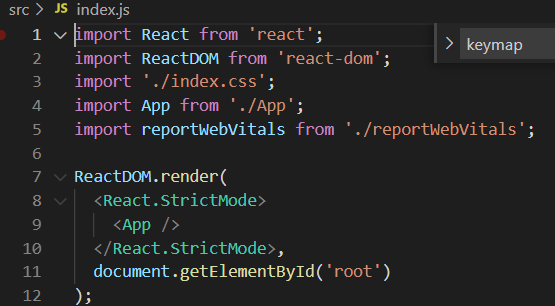 src > JS index.js
1 import React from 'react';
keymap
2 import ReactDOM from 'react-dom';
3 import './index.css';
4 import App from './App';
5 import reportWebVitals from './reportWebVitals';
6
7 ReactDOM.render(
8   <React.StrictMode>
9     <App />
10   </React.StrictMode>,
11   document.getElementById('root')
12 );